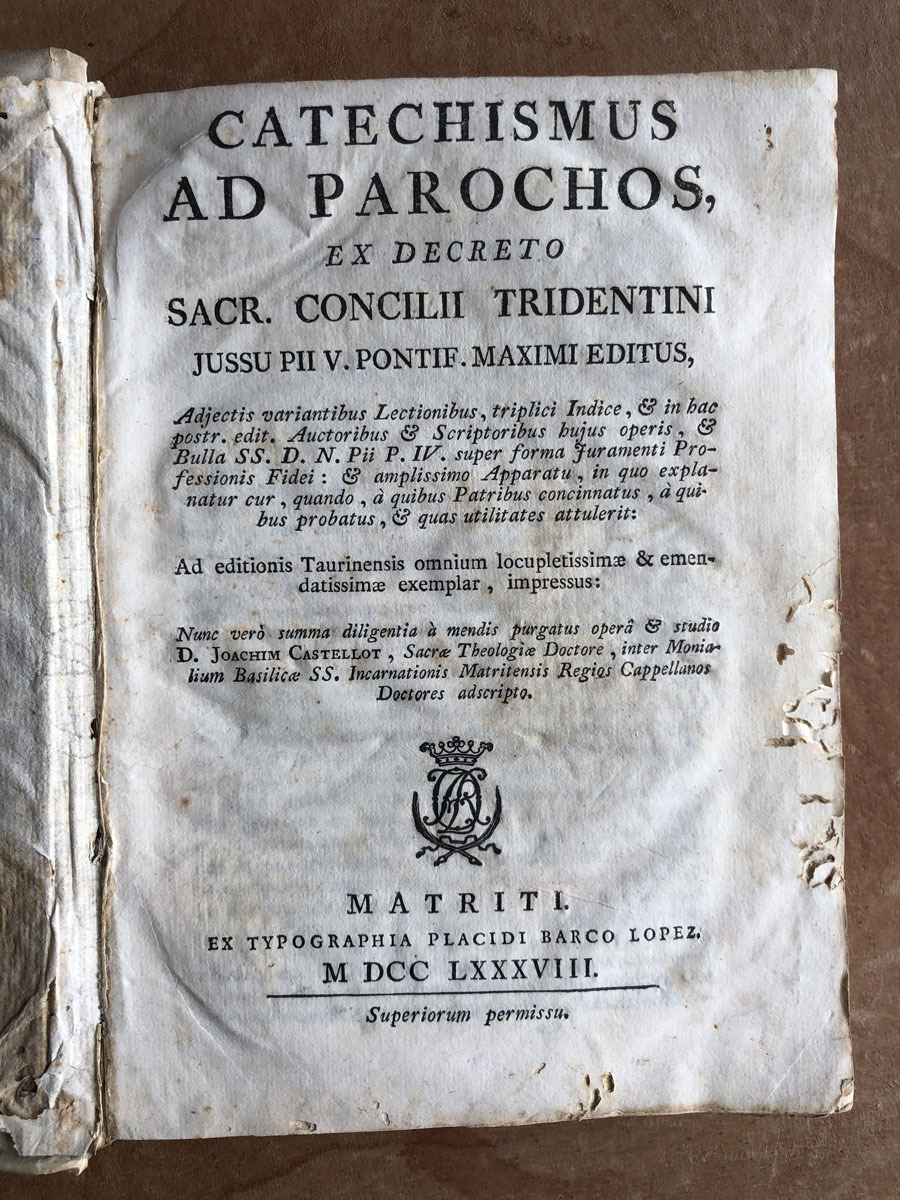 CATECHISMUS
AD PAROCHOS,
EX DECRETO
SACR. CONCILII TRIDENTINI
JUSSU PII V. PONTIF. MAXIMI EDITUS,
Adjectis variantibus Lectionibus, triplici Indice, & in hac
postr. edit. Auctoribus & Scriptoribus hujus operis, &
Bulla SS. D. N. Pii P. IV. super forma Juramenti Pro-
fessionis Fidei: & amplissimo Apparatu, in quo expla-
natur cur, quando, à quibus Patribus concinnatus, à qui-
bus probatus, & quas utilitates attulerit:
Ad editionis Taurinensis omnium locupletissimæ & emen-
datissimæ exemplar, impressus:
Nunc verò summa diligentia à mendis purgatus operâ & studio
D. JOACHIM CASTELLOT, Sacræ Theologiæ Doctore, inter Monia-
lium Basilicæ SS. Incarnationis Matritensis Regios Cappellanos
Doctores adscripto.
MATRITI.
EX TYPOGRAPHIA PLACIDI BARCO LOPEZ.
M DCC LXXXVIII.
Superiorum permissu.